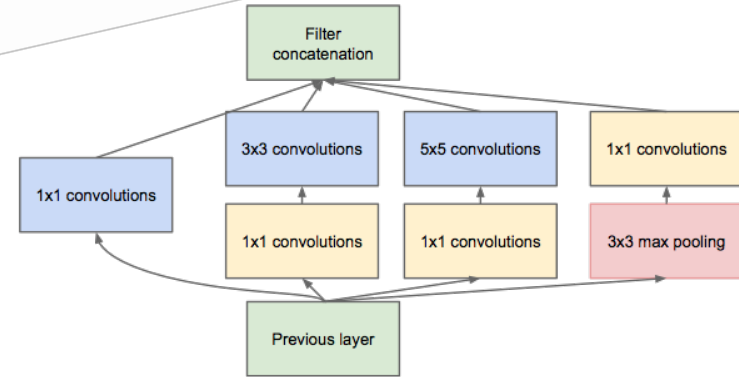 Filter
concatenation
3x3 convolutions
5x5 convolutions
1x1 convolutions
1x1 convolutions
1x1 convolutions
1x1 convolutions
3x3 max pooling
Previous layer